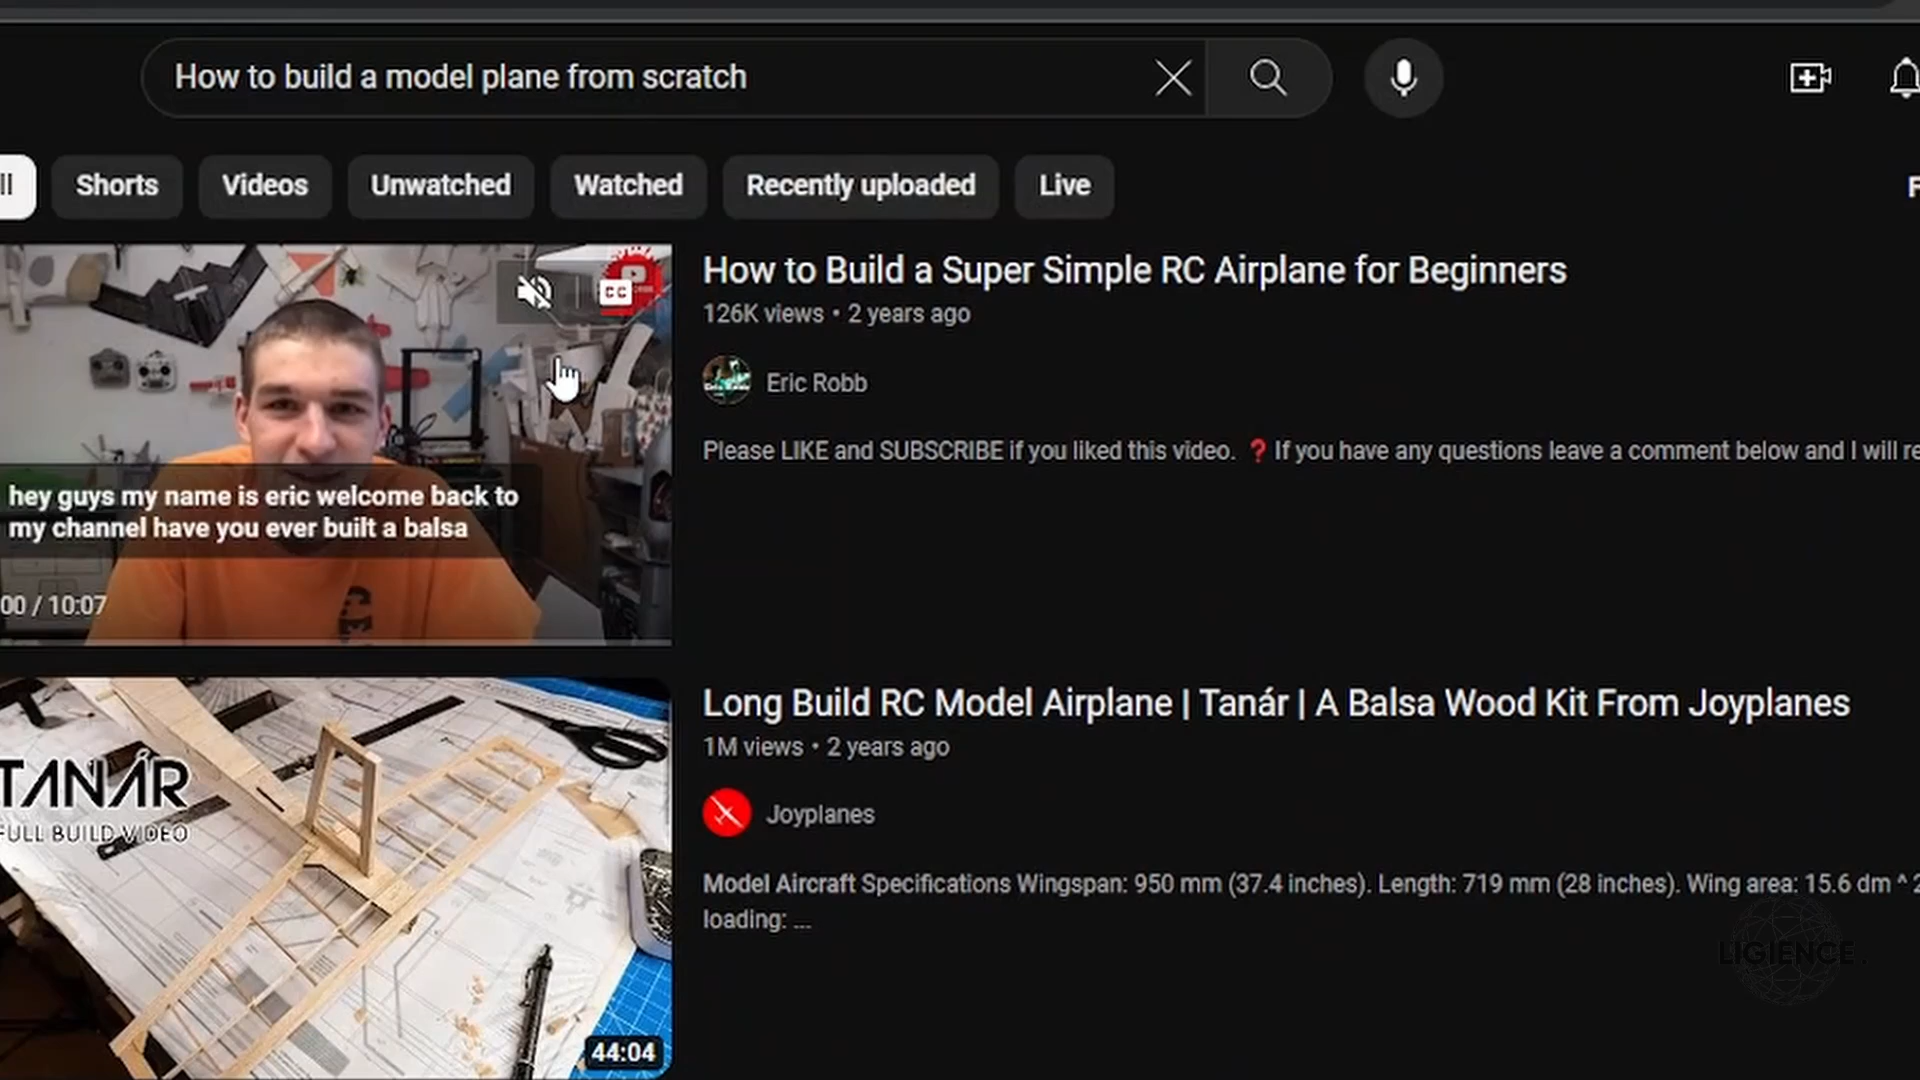 How to build a model plane from scratch
ll
Shorts
Videos
Unwatched
Watched
Recently uploaded
Live
F
CC
hey guys my name is eric welcome back to
my channel have you ever built a balsa
00 / 10:07
How to Build a Super Simple RC Airplane for Beginners
126K views • 2 years ago
Eric Robb
Please LIKE and SUBSCRIBE if you liked this video. ❓ If you have any questions leave a comment below and I will re
TANÁR
FULL BUILD VIDEO
44:04
Long Build RC Model Airplane | Tanár | A Balsa Wood Kit From Joyplanes
1M views • 2 years ago
Joyplanes
Model Aircraft Specifications Wingspan: 950 mm (37.4 inches). Length: 719 mm (28 inches). Wing area: 15.6 dm ^ 2
loading: ...
LIGIENCE